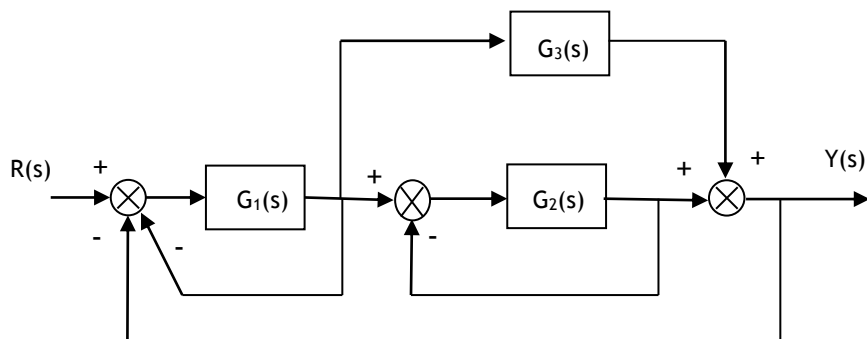 G₃(s)
R(s)
+
G₁(s)
+
G₂(s)
+
+
Y(s)
-
-
-